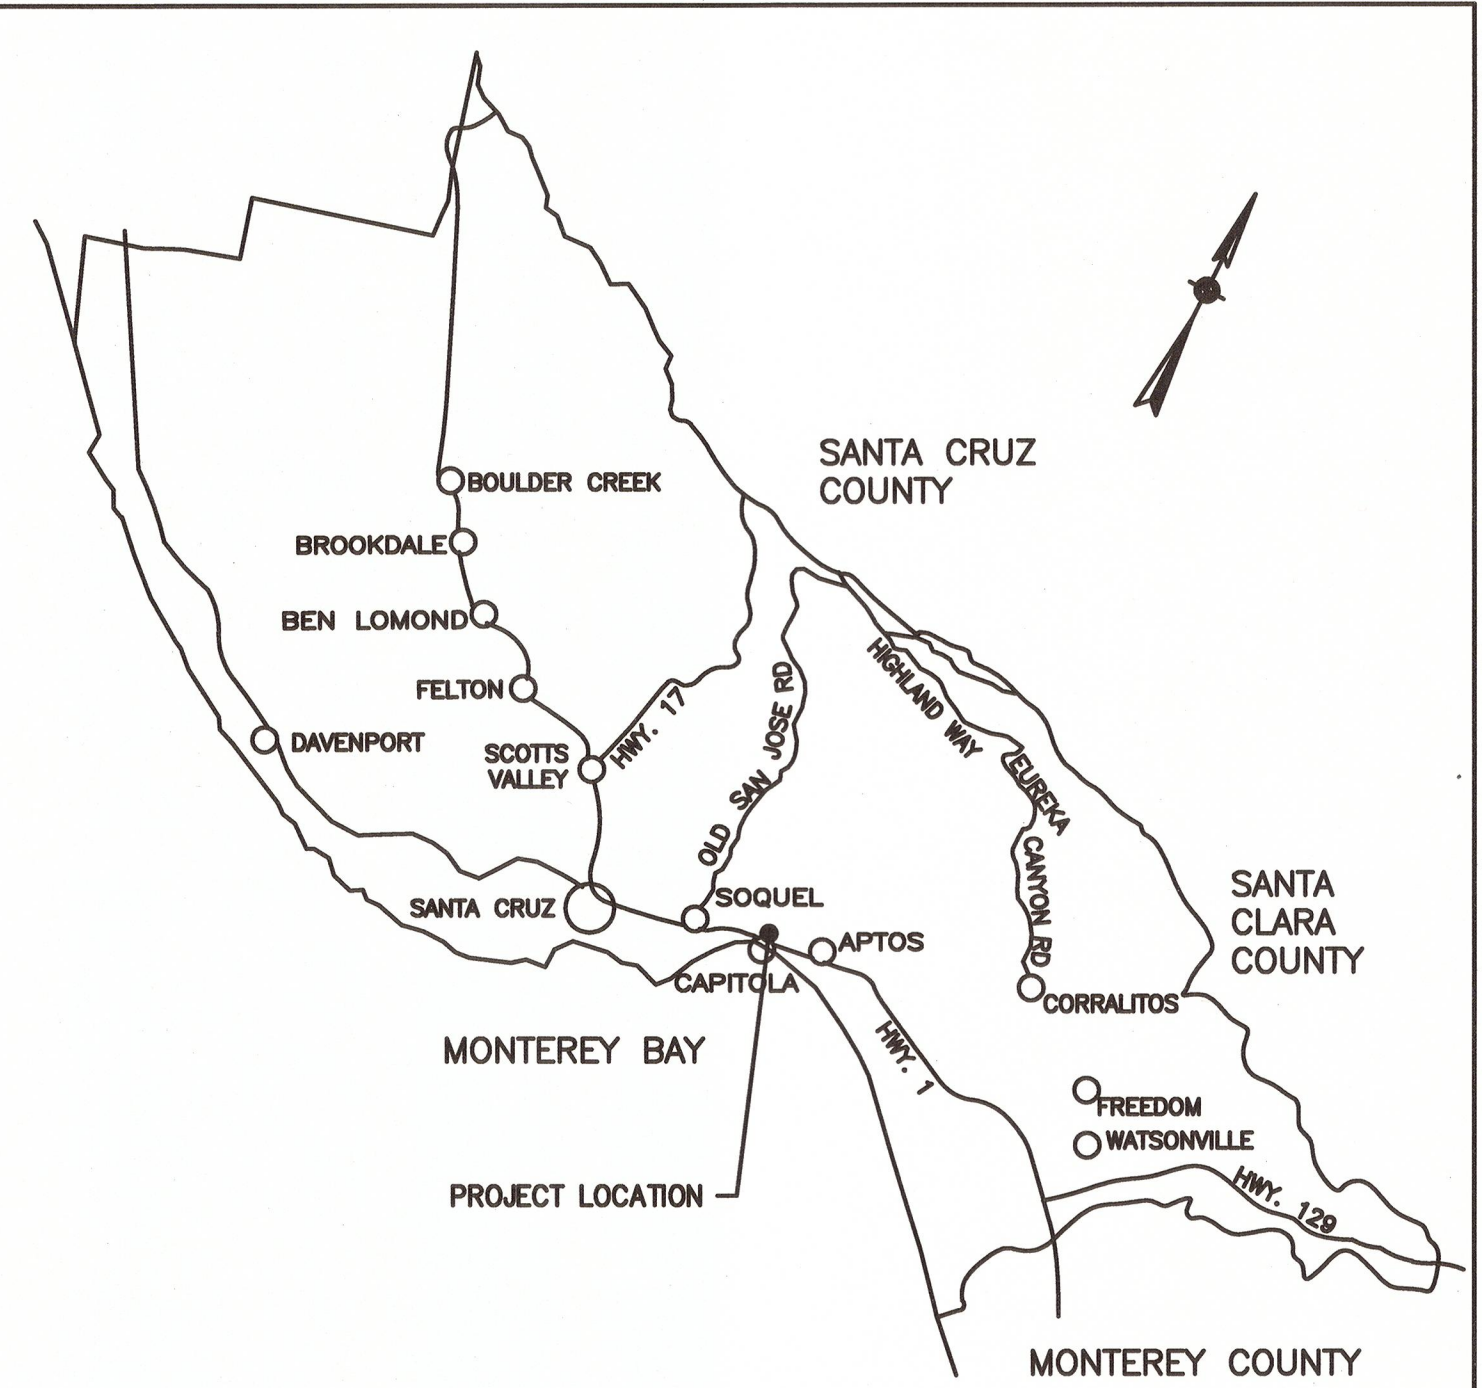 SANTA CRUZ
COUNTY
BOULDER CREEK
BROOKDALE
BEN LOMOND
FELTON
DAVENPORT
SCOTTS
VALLEY
HWY. 17
OLD SAN JOSE RD
HIGHLAND WAY
EUREKA
CANYON RD
SANTA
CLARA
COUNTY
SANTA CRUZ
SOQUEL
APTOS
CAPITOLA
CORRALITOS
MONTEREY BAY
HWY. 1
FREEDOM
WATSONVILLE
PROJECT LOCATION
HWY. 129
MONTEREY COUNTY